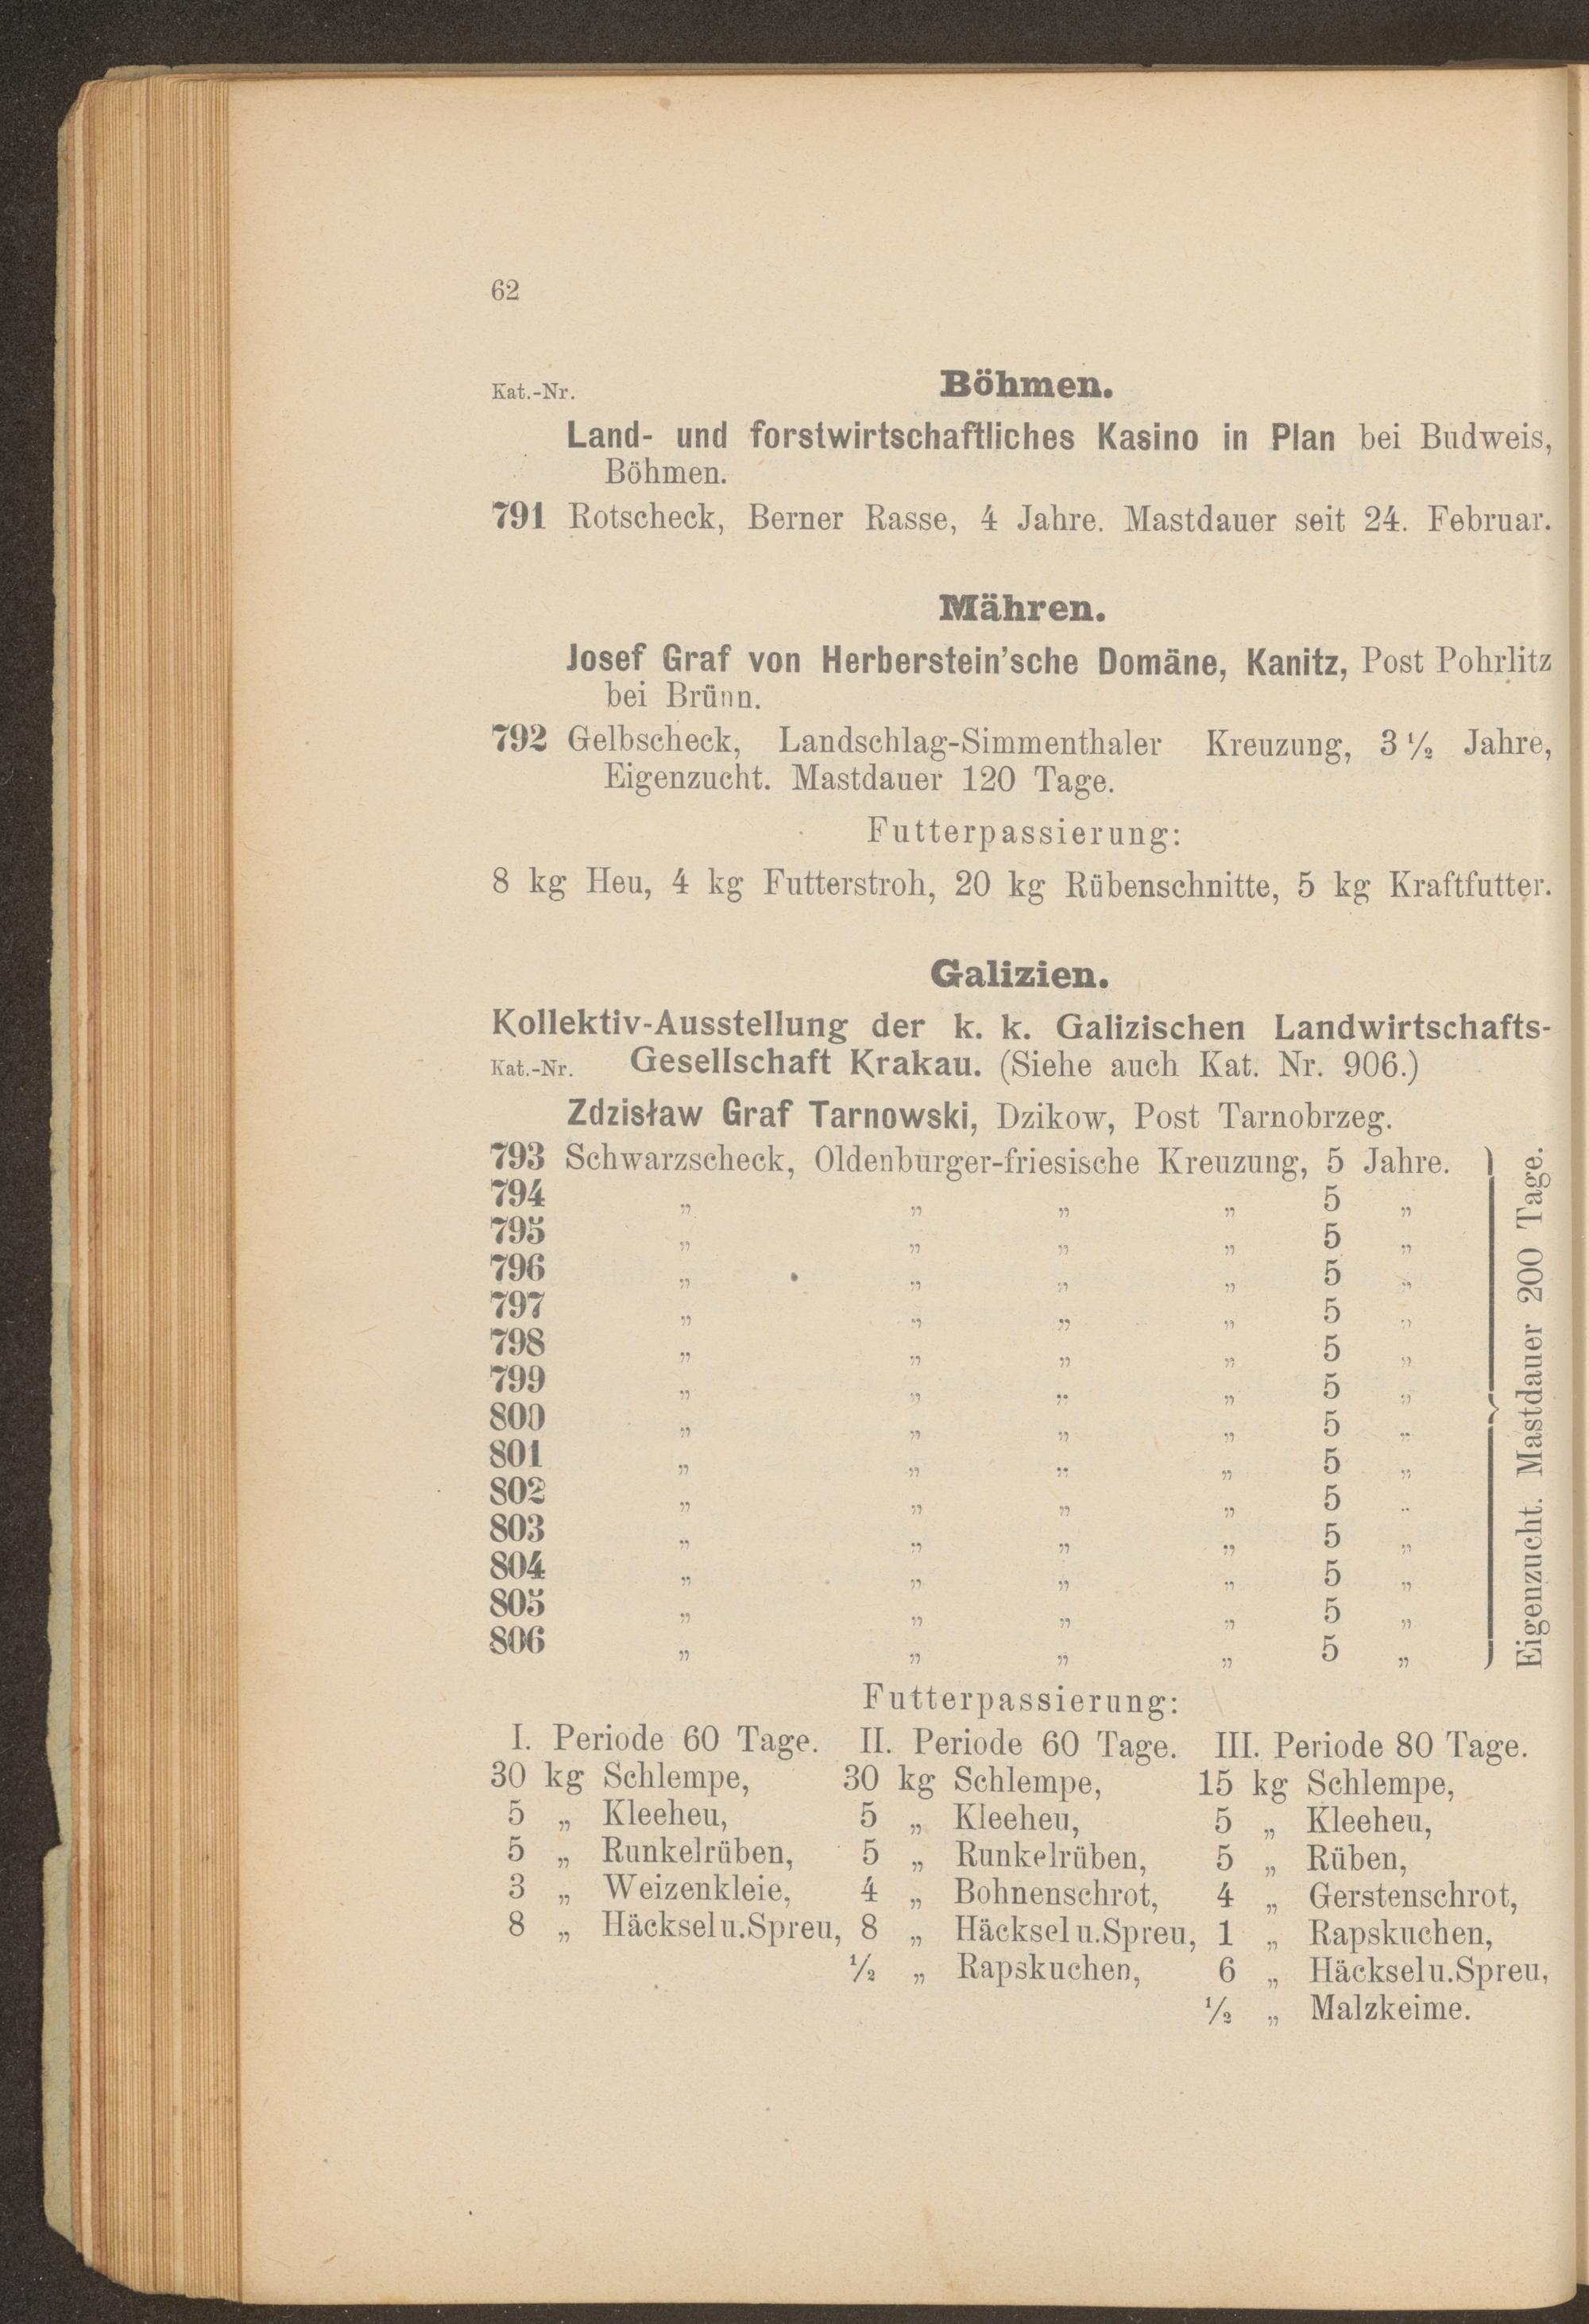 62
Kat.-Nr. Böhmen.
Land- und forstwirtschaftliches Kasino in Plan bei Budweis,
Böhmen.
791 Rotscheck, Berner Rasse, 4 Jahre. Mastdauer seit 24. Februar.
Mähren.
Josef Graf von Herberstein'sche Domäne, Kanitz, Post Pohrlitz
bei Brünn.
792 Gelbscheck, Landschlag-Simmenthaler Kreuzung, 3 1/2 Jahre,
Eigenzucht. Mastdauer 120 Tage.
Futterpassierung:
8 kg Heu, 4 kg Futterstroh, 20 kg Rübenschnitte, 5 kg Kraftfutter.
Galizien.
Kollektiv-Ausstellung der k. k. Galizischen Landwirtschafts-
Kat.-Nr. Gesellschaft Krakau. (Siehe auch Kat. Nr. 906.)
Zdzisław Graf Tarnowski, Dzikow, Post Tarnobrzeg.
793 Schwarzscheck, Oldenburger-friesische Kreuzung, 5 Jahre.
794 „ „ „ „ 5 „
795 „ „ „ „ 5 „
796 „ „ „ „ 5 „
797 „ „ „ „ 5 „
798 „ „ „ „ 5 „
799 „ „ „ „ 5 „
800 „ „ „ „ 5 „
801 „ „ „ „ 5 „
802 „ „ „ „ 5 „
803 „ „ „ „ 5 „
804 „ „ „ „ 5 „
805 „ „ „ „ 5 „
806 „ „ „ „ 5 „
Eigenzucht. Mastdauer 200 Tage.
Futterpassierung:
I. Periode 60 Tage. II. Periode 60 Tage. III. Periode 80 Tage.
30 kg Schlempe, 30 kg Schlempe, 15 kg Schlempe,
5 „ Kleeheu, 5 „ Kleeheu, 5 „ Kleeheu,
5 „ Runkelrüben, 5 „ Runkelrüben, 5 „ Rüben,
3 „ Weizenkleie, 4 „ Bohnenschrot, 4 „ Gerstenschrot,
8 „ Häcksel u. Spreu, 8 „ Häcksel u. Spreu, 1 „ Rapskuchen,
1/2 „ Rapskuchen, 6 „ Häcksel u. Spreu,
1/2 „ Malzkeime.